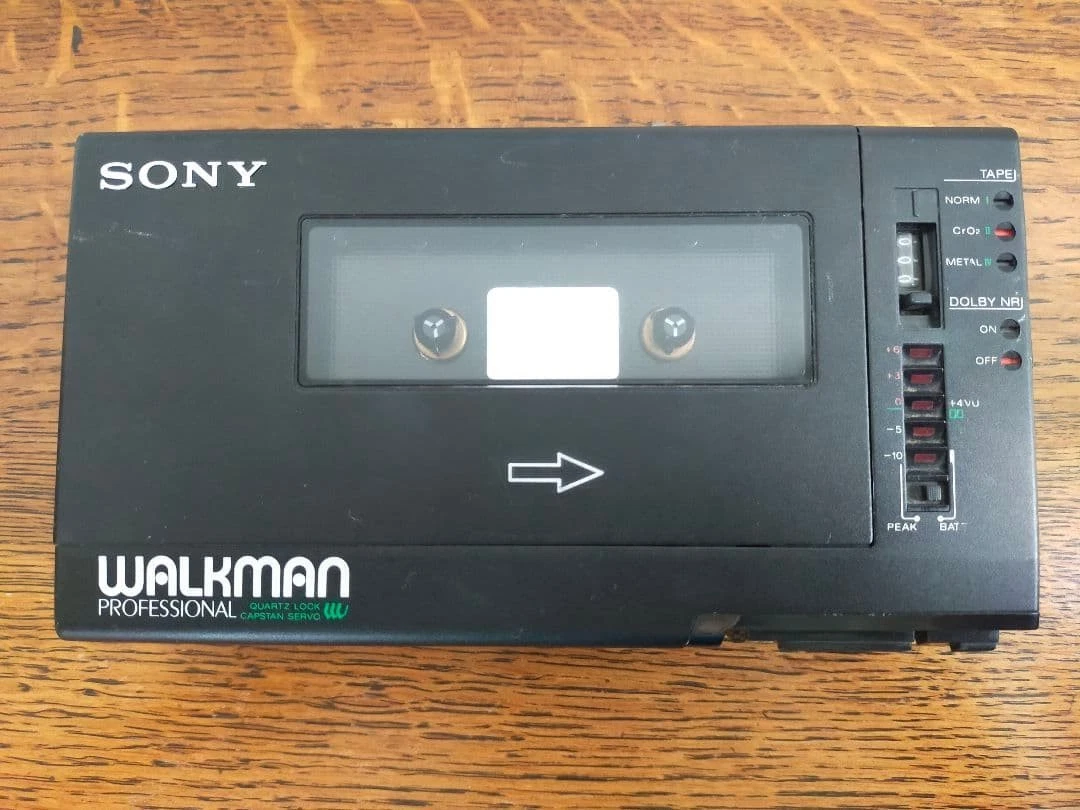 SONY
TAPE
NORM I
CrO2 II
METAL IV
000
DOLBY NR
ON
OFF
+6
+3
0 +4VU
-5
-10
PEAK BATT
WALKMAN
PROFESSIONAL QUARTZ LOCK
CAPSTAN SERVO